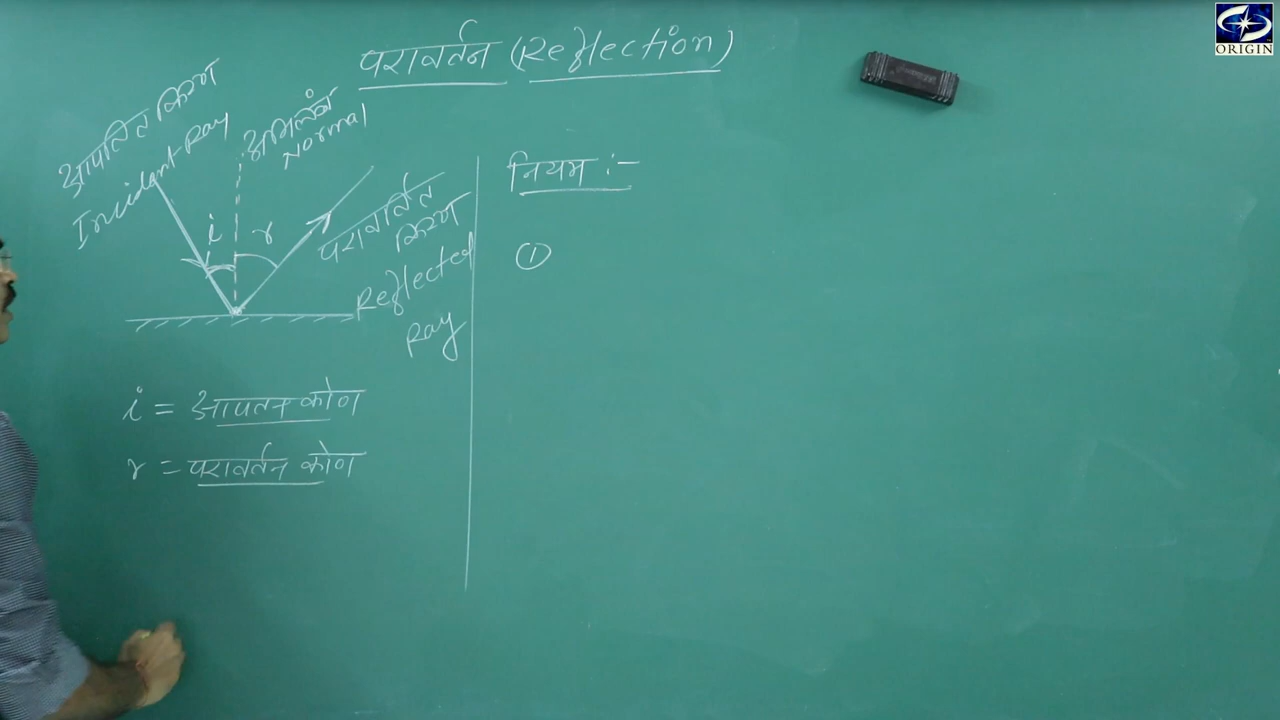 परावर्तन (Reflection)
ORIGIN
आपतित किरण
Incidant Ray
अभिलंब
Normal
i
r
परावर्तित
किरण
Reflected
Ray
नियम :-
①
i = आपतन कोण
r = परावर्तन कोण